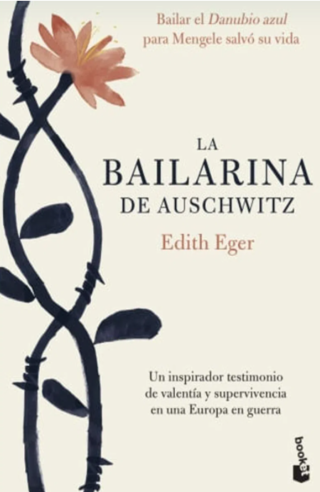 Bailar el Danubio azul
para Mengele salvó su vida
LA
BAILARINA
DE AUSCHWITZ
Edith Eger
Un inspirador testimonio
de valentía y supervivencia
en una Europa en guerra
booket